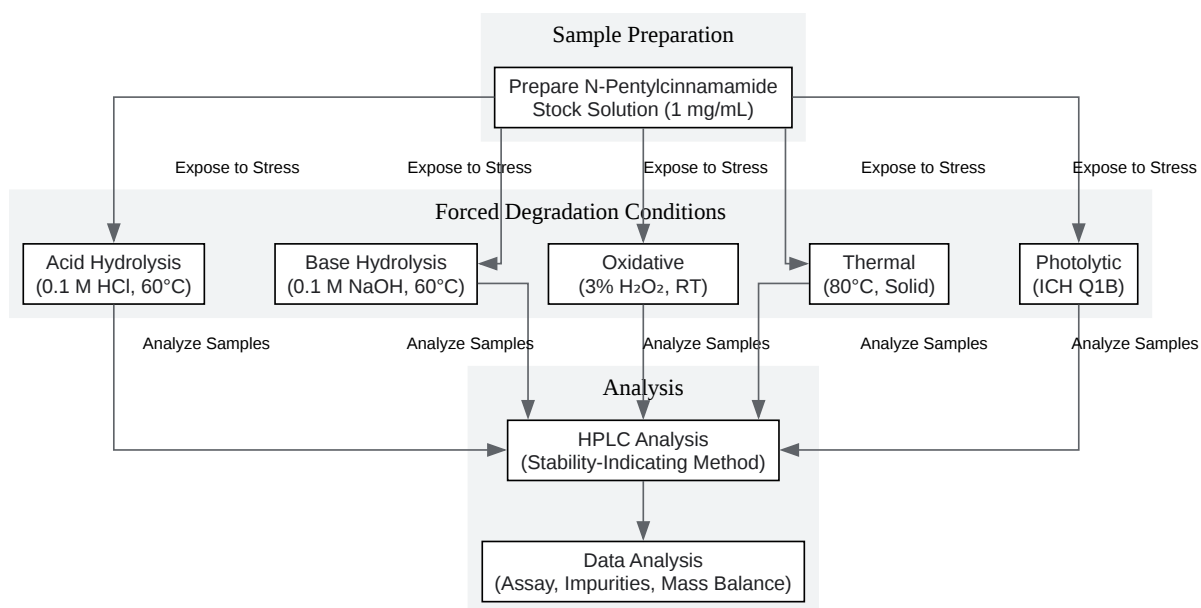 Sample Preparation
Prepare N-Pentylcinnamamide
Stock Solution (1 mg/mL)
Expose to Stress
Expose to Stress
Expose to Stress
Expose to Stress
Expose to Stress
Forced Degradation Conditions
Acid Hydrolysis
(0.1 M HCl, 60°C)
Base Hydrolysis
(0.1 M NaOH, 60°C)
Oxidative
(3% H₂O₂, RT)
Thermal
(80°C, Solid)
Photolytic
(ICH Q1B)
Analyze Samples
Analyze Samples
Analyze Samples
Analyze Samples
Analyze Samples
Analysis
HPLC Analysis
(Stability-Indicating Method)
Data Analysis
(Assay, Impurities, Mass Balance)